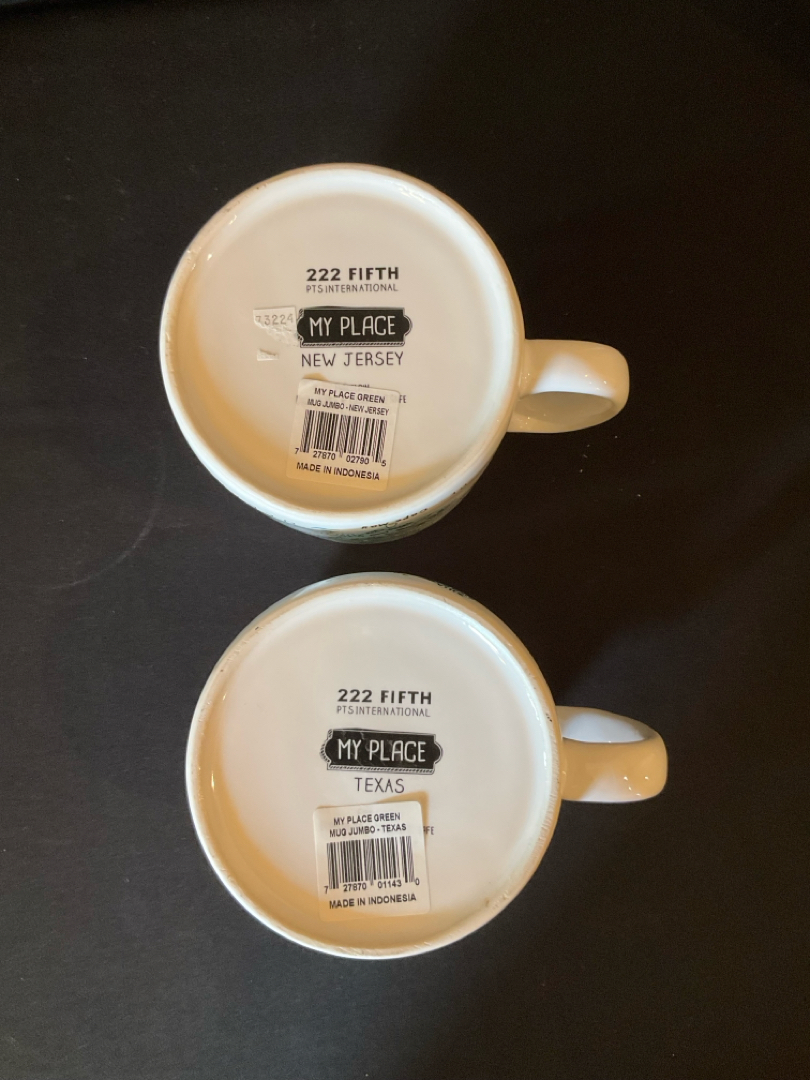 222 FIFTH
PTS INTERNATIONAL
MY PLACE
NEW JERSEY
MY PLACE GREEN
MUG JUMBO - NEW JERSEY
7 27870 02790 5
MADE IN INDONESIA
222 FIFTH
PTS INTERNATIONAL
MY PLACE
TEXAS
MY PLACE GREEN
MUG JUMBO - TEXAS
7 27870 01143 0
MADE IN INDONESIA